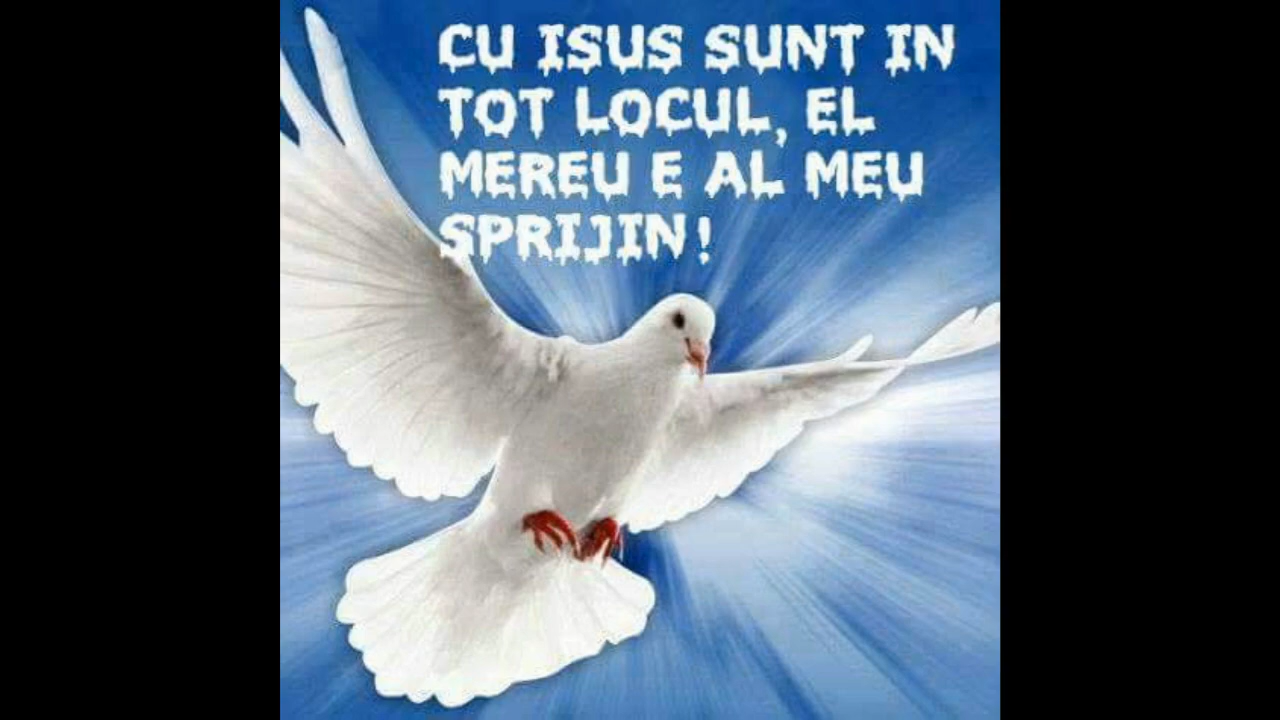 CU ISUS SUNT IN
TOT LOCUL, EL
MEREU E AL MEU
SPRIJIN!